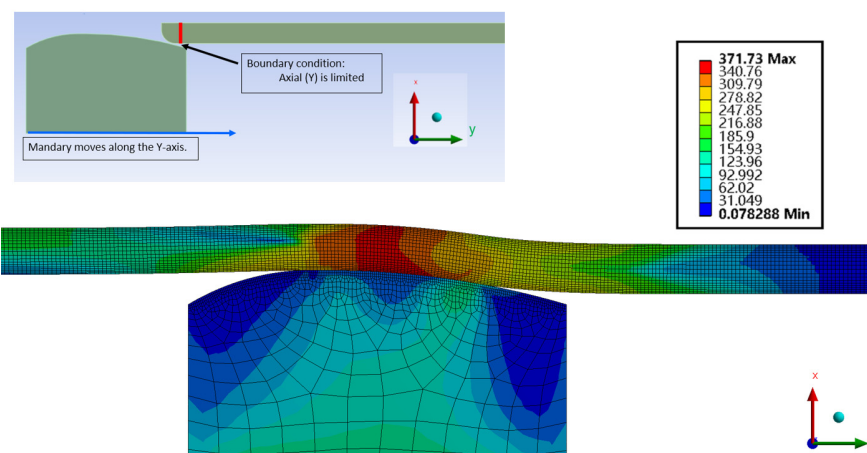 Boundary condition:
Axial (Y) is limited
x
y
Mandary moves along the Y-axis.
371.73 Max
340.76
309.79
278.82
247.85
216.88
185.9
154.93
123.96
92.992
62.02
31.049
0.078288 Min
x